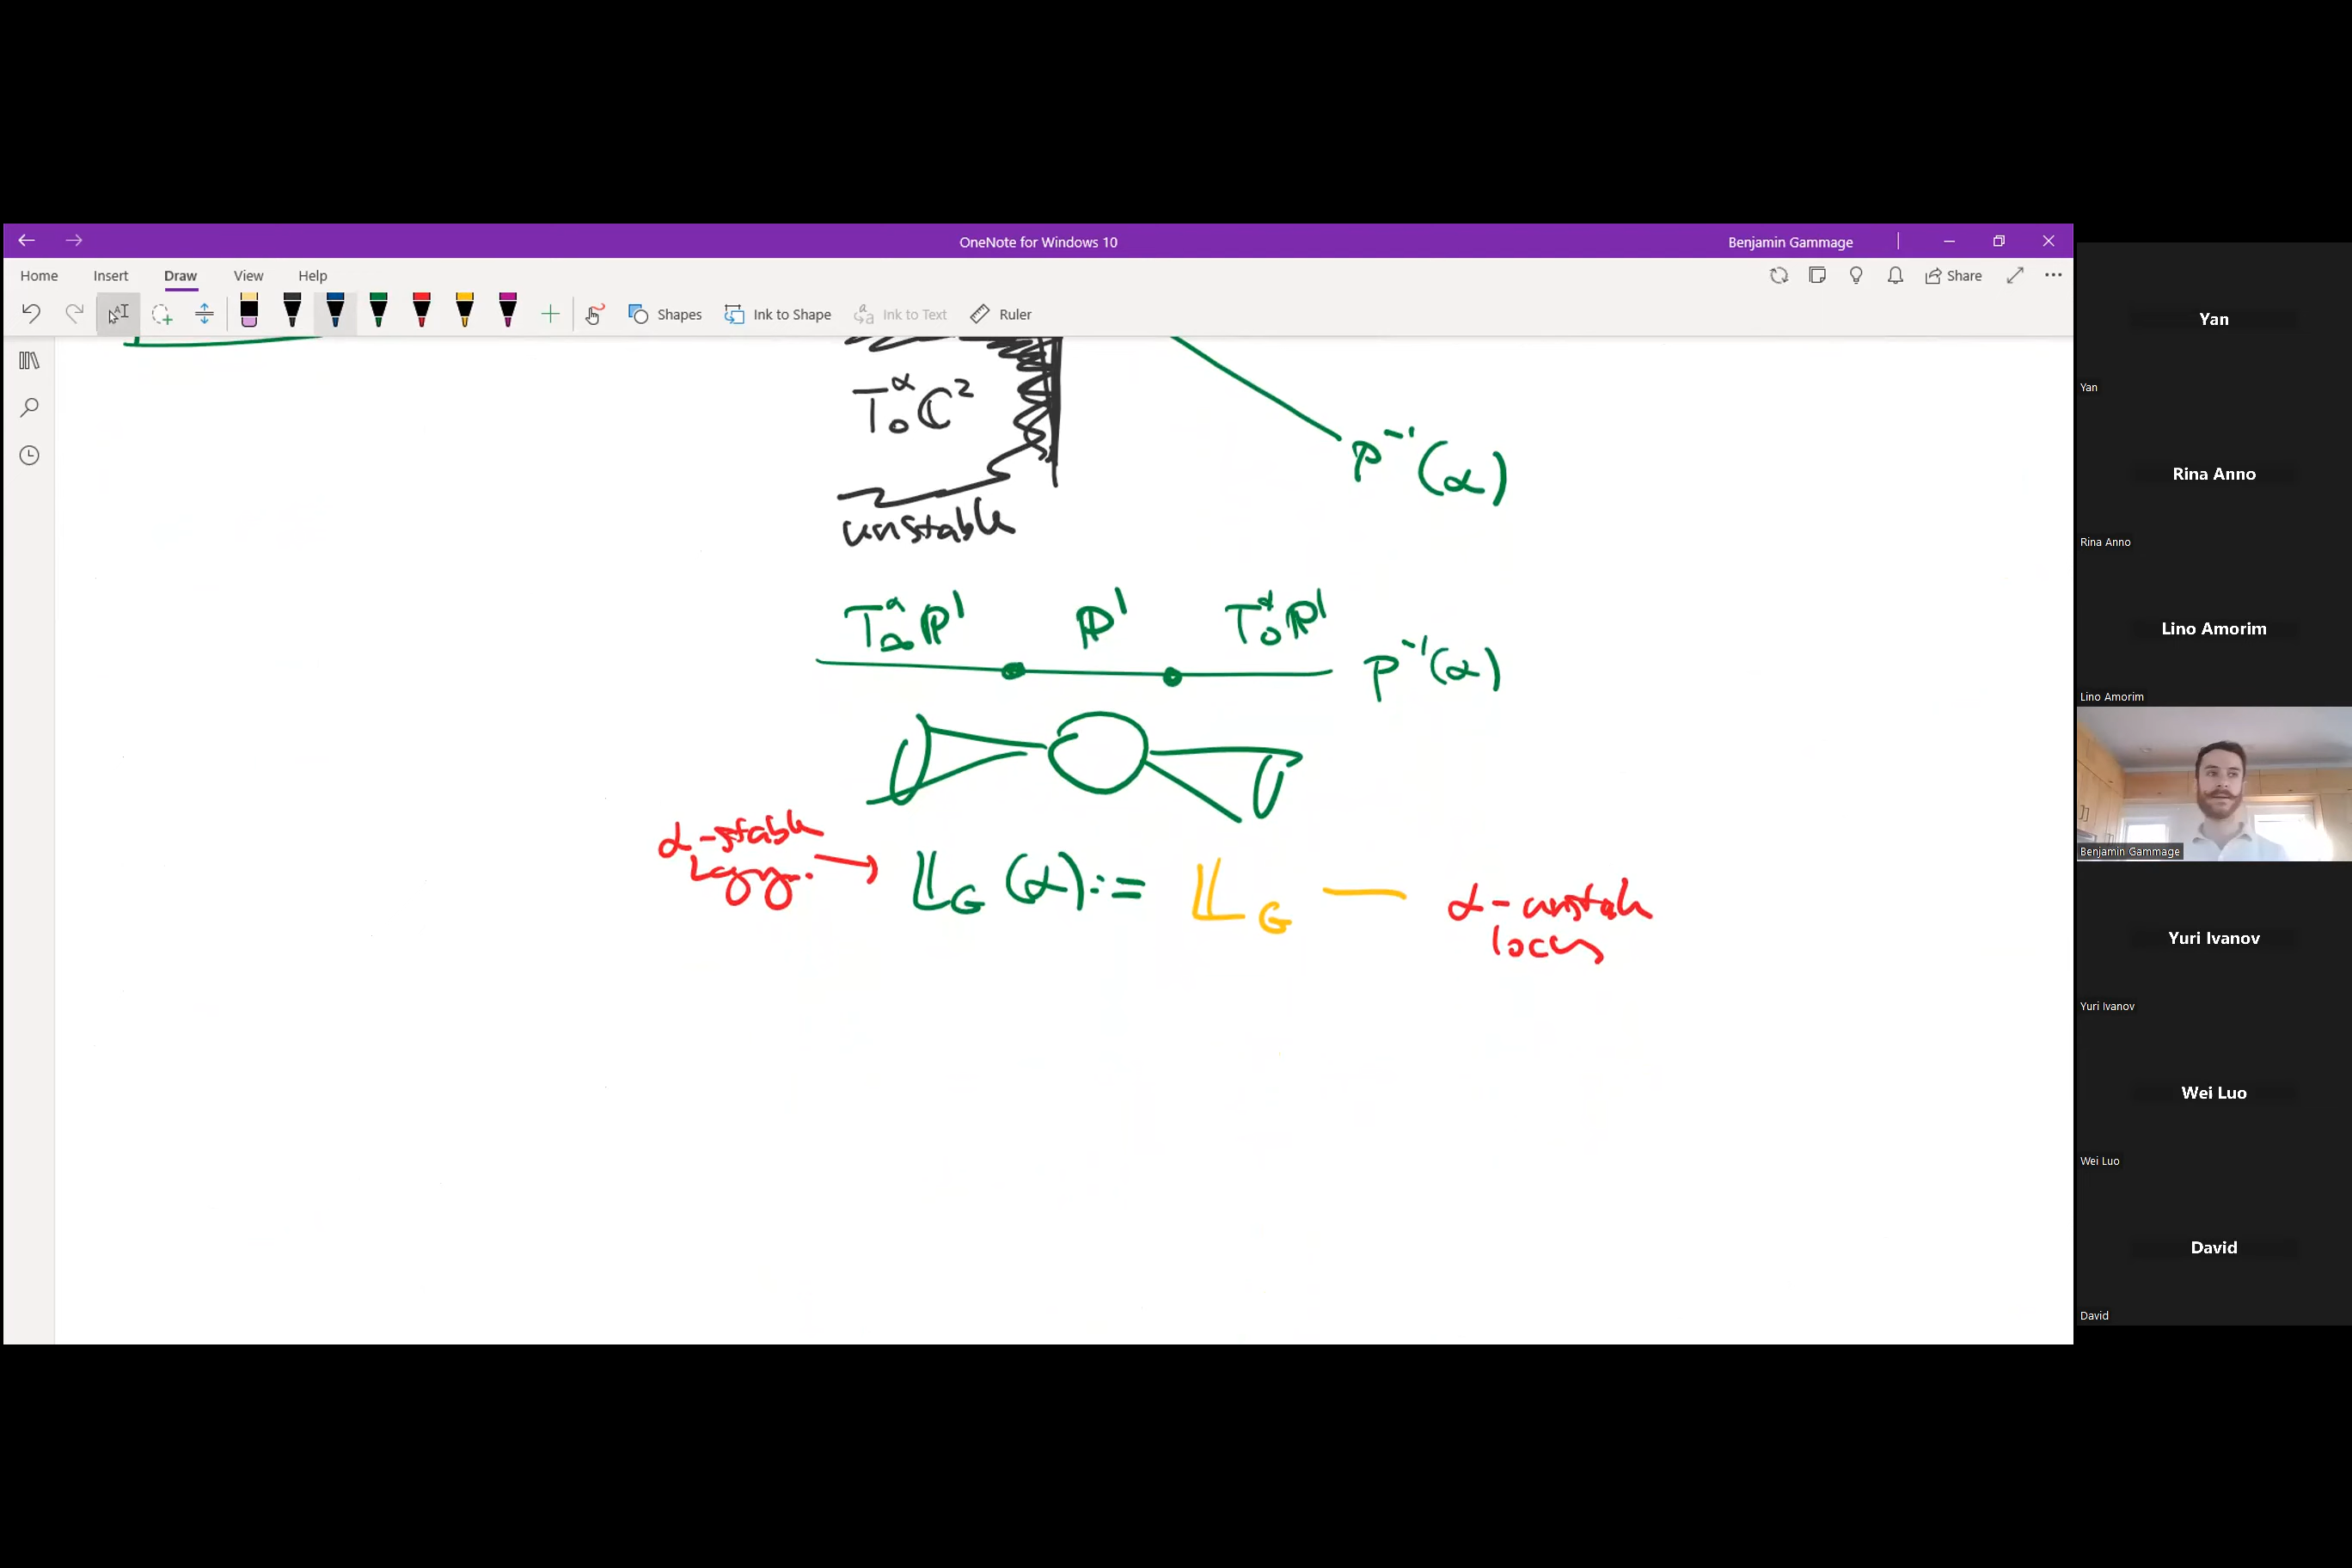 OneNote for Windows 10
Benjamin Gammage
Home Insert Draw View Help
Share
Shapes Ink to Shape Ink to Text Ruler
T₀^α ℂ²
p⁻¹(α)
unstable
T_∞^α ℙ¹ ℙ¹ T₀^α ℙ¹
p⁻¹(α)
α-stable
Lagn.
𝕃_G (α) := 𝕃_G — α-unstable
locus
Yan
Yan
Rina Anno
Rina Anno
Lino Amorim
Lino Amorim
Benjamin Gammage
Yuri Ivanov
Yuri Ivanov
Wei Luo
Wei Luo
David
David